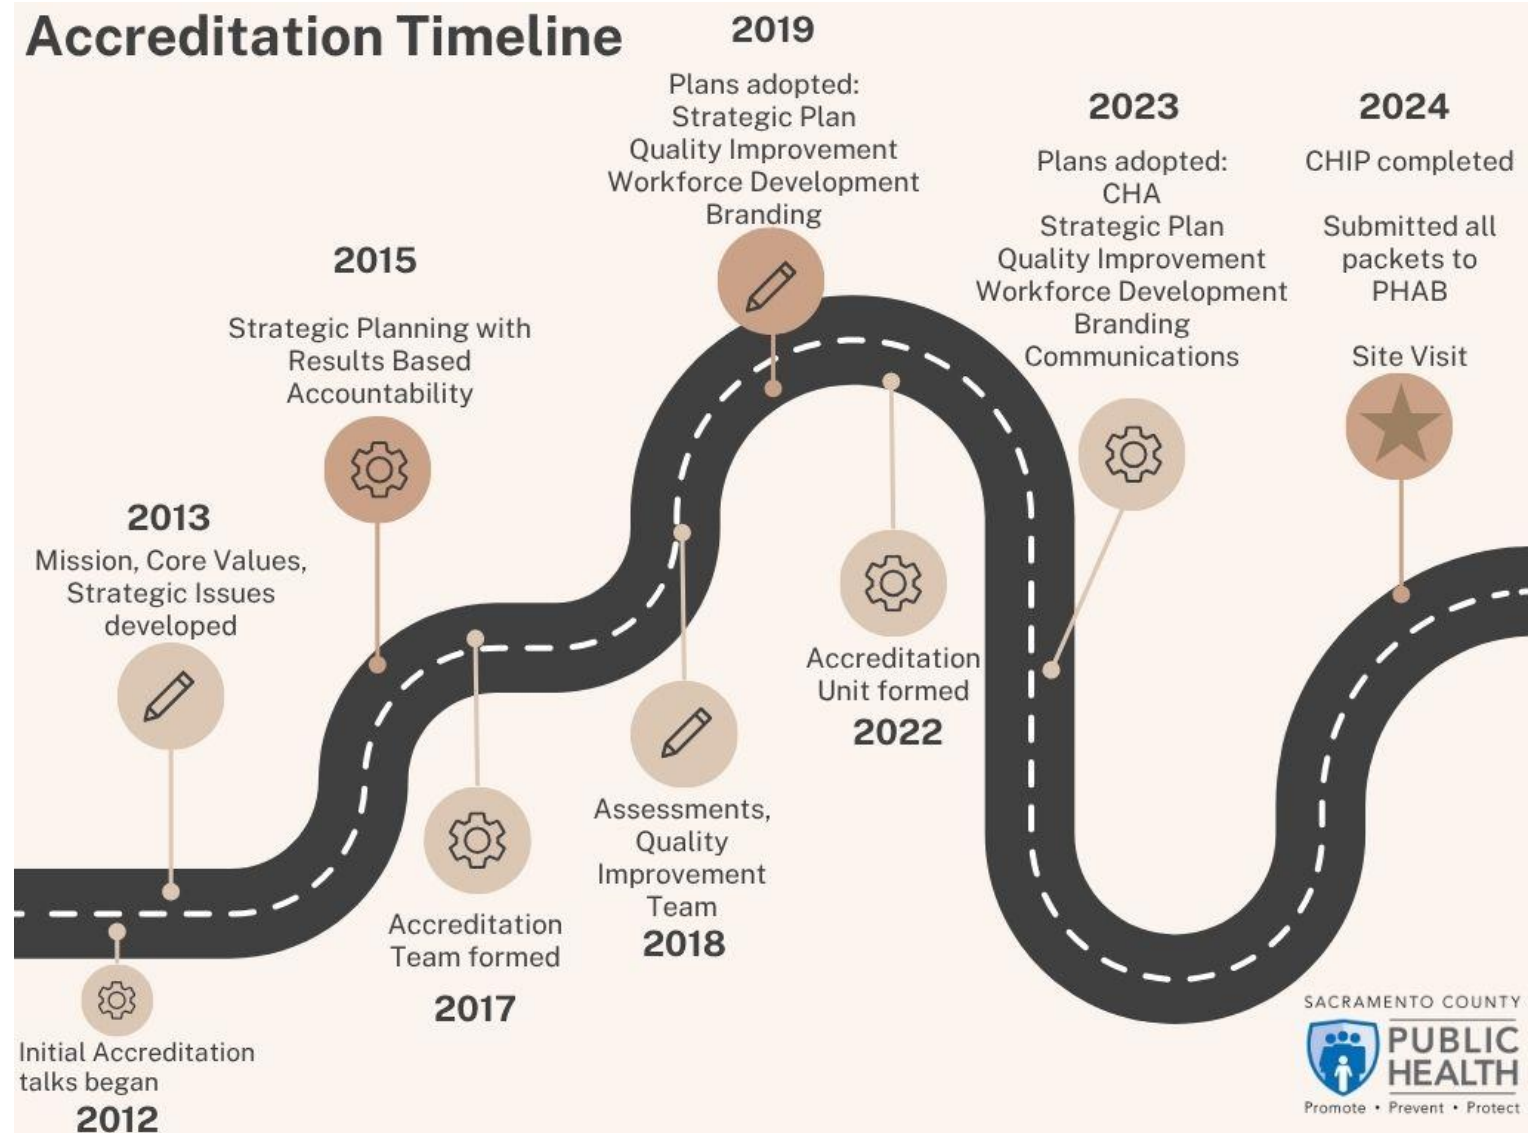 Accreditation Timeline
2012
Initial Accreditation
talks began
2013
Mission, Core Values,
Strategic Issues
developed
2015
Strategic Planning with
Results Based
Accountability
Accreditation
Team formed
2017
Assessments,
Quality
Improvement
Team
2018
2019
Plans adopted:
Strategic Plan
Quality Improvement
Workforce Development
Branding
Accreditation
Unit formed
2022
2023
Plans adopted:
CHA
Strategic Plan
Quality Improvement
Workforce Development
Branding
Communications
2024
CHIP completed
Submitted all
packets to
PHAB
Site Visit
SACRAMENTO COUNTY
PUBLIC
HEALTH
Promote • Prevent • Protect